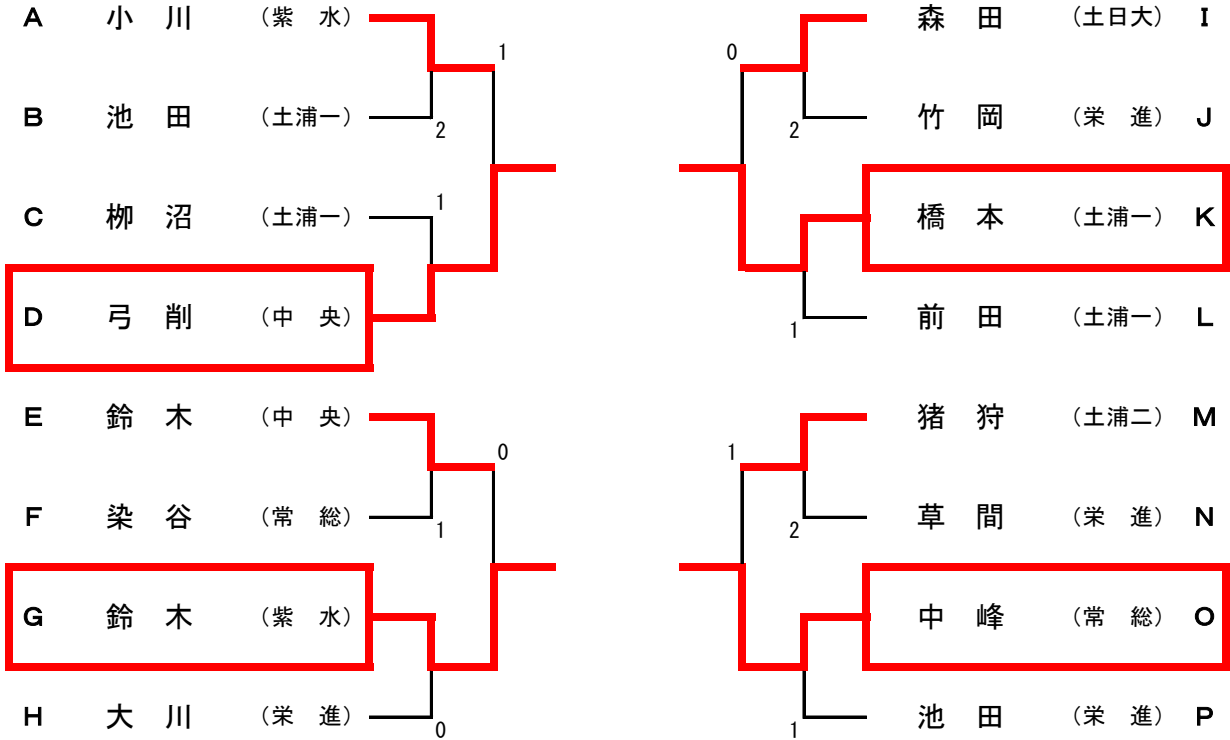 A 小 川 (紫 水)
1
B 池 田 (土浦一)
2
C 栁 沼 (土浦一)
1
D 弓 削 (中 央)
E 鈴 木 (中 央)
0
F 染 谷 (常 総)
1
G 鈴 木 (紫 水)
H 大 川 (栄 進)
0
森 田 (土日大) I
0
竹 岡 (栄 進) J
2
橋 本 (土浦一) K
前 田 (土浦一) L
1
猪 狩 (土浦二) M
1
草 間 (栄 進) N
2
中 峰 (常 総) O
池 田 (栄 進) P
1